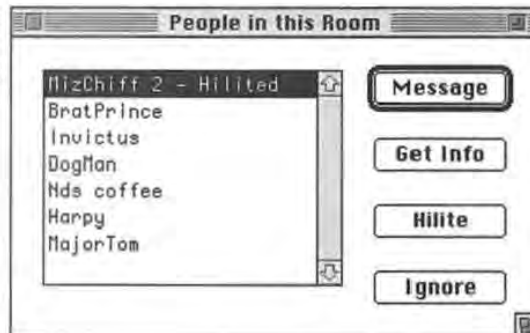 People in this Room
MizChiff 2 - Hilited
BratPrince
Invictus
DogMan
Nds coffee
Harpy
MajorTom
Message
Get Info
Hilite
Ignore